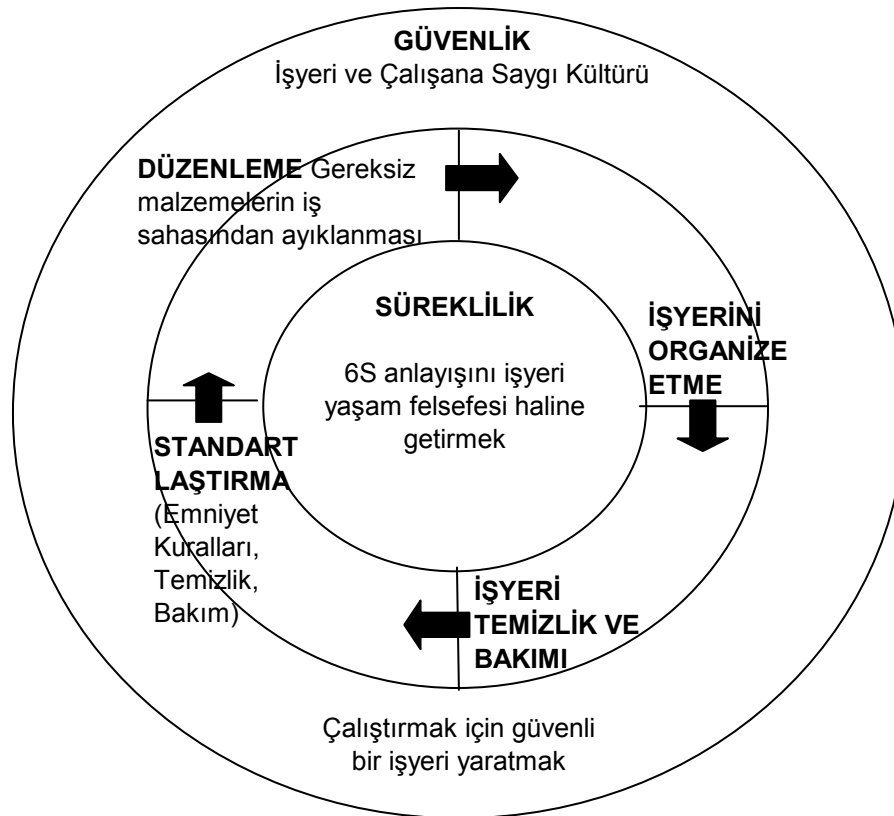 GÜVENLİK
İşyeri ve Çalışana Saygı Kültürü
DÜZENLEME Gereksiz
malzemelerin iş
sahasından ayıklanması
SÜREKLİLİK
6S anlayışını işyeri
yaşam felsefesi haline
getirmek
İŞYERİNİ
ORGANİZE
ETME
STANDART
LAŞTIRMA
(Emniyet
Kuralları,
Temizlik,
Bakım)
İŞYERİ
TEMİZLİK VE
BAKIMI
Çalıştırmak için güvenli
bir işyeri yaratmak